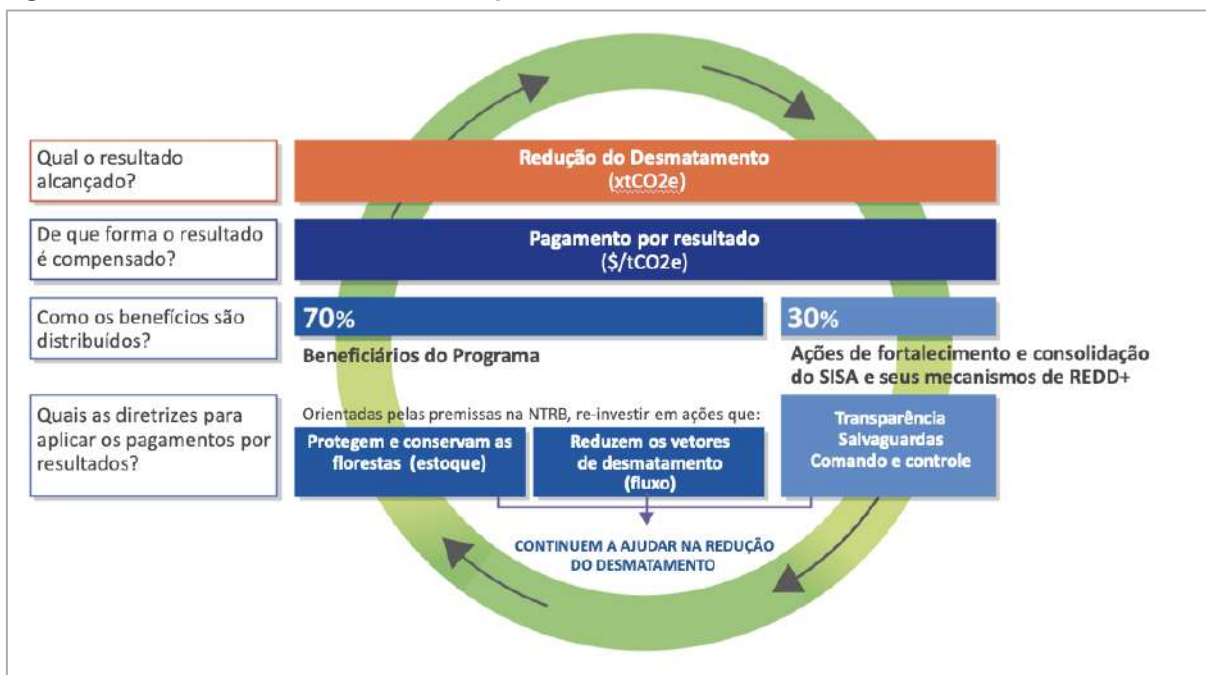 Qual o resultado
alcançado?
Redução do Desmatamento
(xtCO2e)
De que forma o resultado
é compensado?
Pagamento por resultado
($/tCO2e)
Como os benefícios são
distribuídos?
70%
30%
Beneficiários do Programa
Ações de fortalecimento e consolidação
do SISA e seus mecanismos de REDD+
Quais as diretrizes para
aplicar os pagamentos por
resultados?
Orientadas pelas premissas na NTRB, re-investir em ações que:
Protegem e conservam as
florestas (estoque)
Reduzem os vetores
de desmatamento
(fluxo)
Transparência
Salvaguardas
Comando e controle
CONTINUEM A AJUDAR NA REDUÇÃO
DO DESMATAMENTO